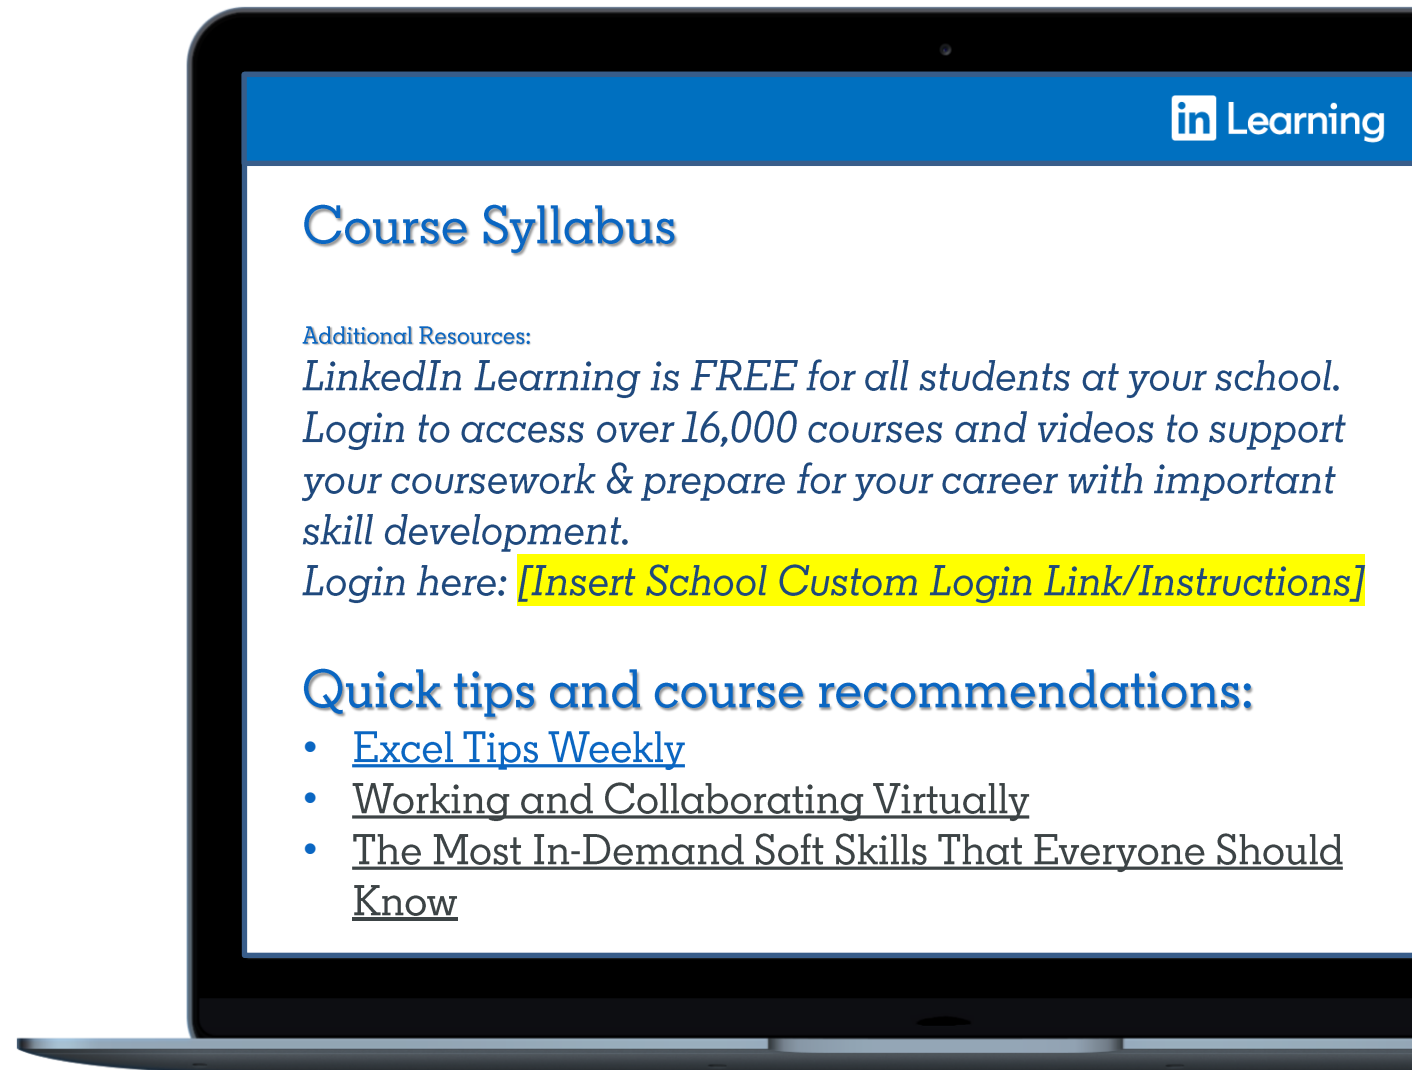 in Learning
Course Syllabus
Additional Resources:
LinkedIn Learning is FREE for all students at your school.
Login to access over 16,000 courses and videos to support
your coursework & prepare for your career with important
skill development.
Login here: [Insert School Custom Login Link/Instructions]
Quick tips and course recommendations:
• Excel Tips Weekly
• Working and Collaborating Virtually
• The Most In-Demand Soft Skills That Everyone Should
Know